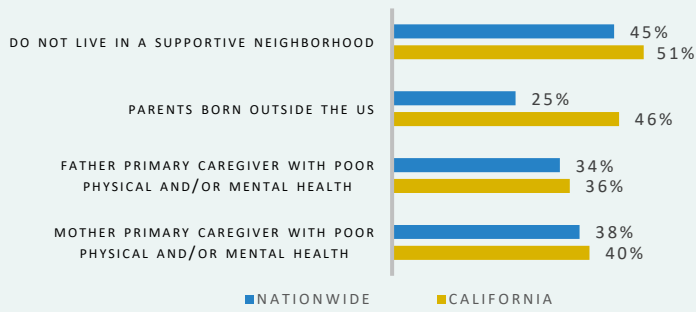 DO NOT LIVE IN A SUPPORTIVE NEIGHBORHOOD
45%
51%
PARENTS BORN OUTSIDE THE US
25%
46%
FATHER PRIMARY CAREGIVER WITH POOR
PHYSICAL AND/OR MENTAL HEALTH
34%
36%
MOTHER PRIMARY CAREGIVER WITH POOR
PHYSICAL AND/OR MENTAL HEALTH
38%
40%
NATIONWIDE
CALIFORNIA